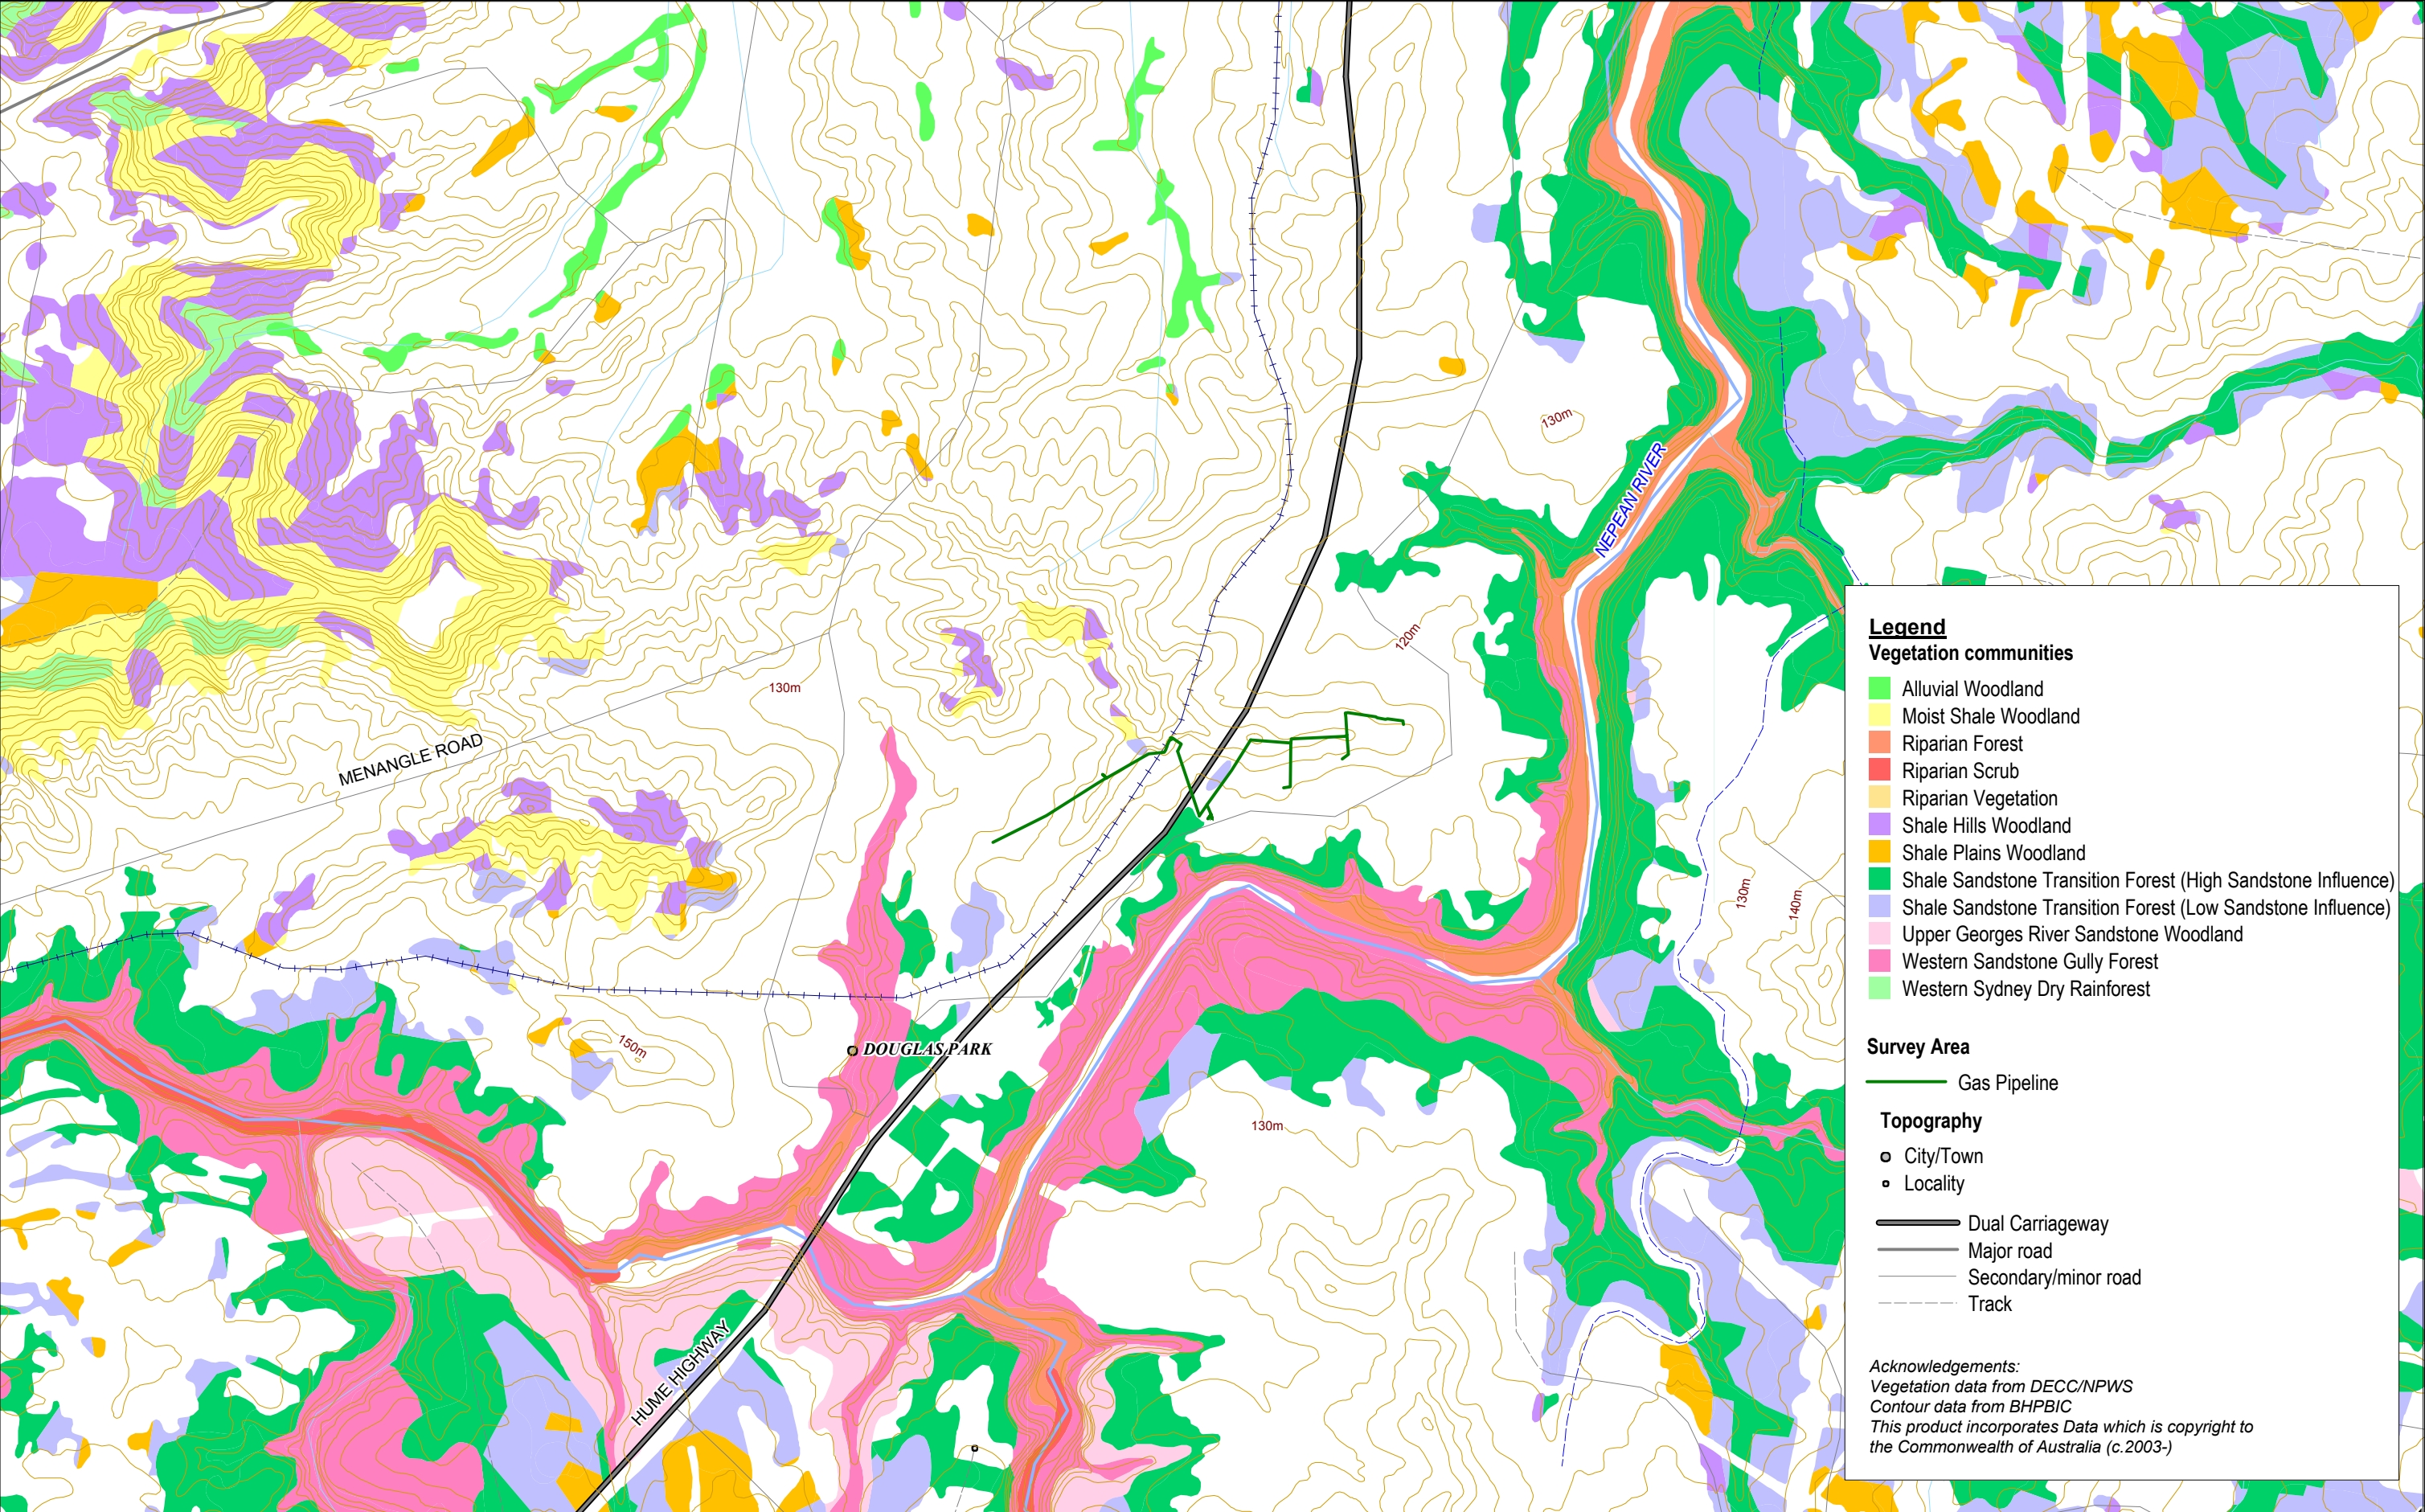 130m
NEPEAN RIVER
120m
130m
MENANGLE ROAD
130m
140m
150m
DOUGLAS PARK
130m
HUME HIGHWAY
Legend
Vegetation communities
Alluvial Woodland
Moist Shale Woodland
Riparian Forest
Riparian Scrub
Riparian Vegetation
Shale Hills Woodland
Shale Plains Woodland
Shale Sandstone Transition Forest (High Sandstone Influence)
Shale Sandstone Transition Forest (Low Sandstone Influence)
Upper Georges River Sandstone Woodland
Western Sandstone Gully Forest
Western Sydney Dry Rainforest
Survey Area
Gas Pipeline
Topography
City/Town
Locality
Dual Carriageway
Major road
Secondary/minor road
Track
Acknowledgements:
Vegetation data from DECC/NPWS
Contour data from BHPBIC
This product incorporates Data which is copyright to
the Commonwealth of Australia (c.2003-)